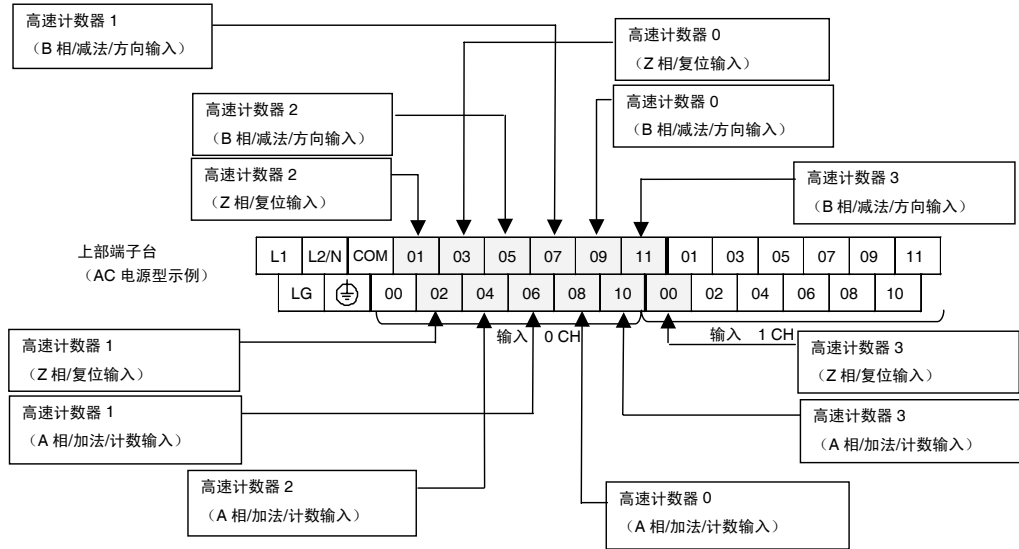 高速计数器 1
（B 相/减法/方向输入）
高速计数器 0
（Z 相/复位输入）
高速计数器 2
（B 相/减法/方向输入）
高速计数器 0
（B 相/减法/方向输入）
高速计数器 2
（Z 相/复位输入）
高速计数器 3
（B 相/减法/方向输入）
上部端子台
（AC 电源型示例）
L1 L2/N COM 01 03 05 07 09 11 01 03 05 07 09 11
LG 00 02 04 06 08 10 00 02 04 06 08 10
输入 0 CH 输入 1 CH
高速计数器 1
（Z 相/复位输入）
高速计数器 3
（Z 相/复位输入）
高速计数器 1
（A 相/加法/计数输入）
高速计数器 3
（A 相/加法/计数输入）
高速计数器 2
（A 相/加法/计数输入）
高速计数器 0
（A 相/加法/计数输入）